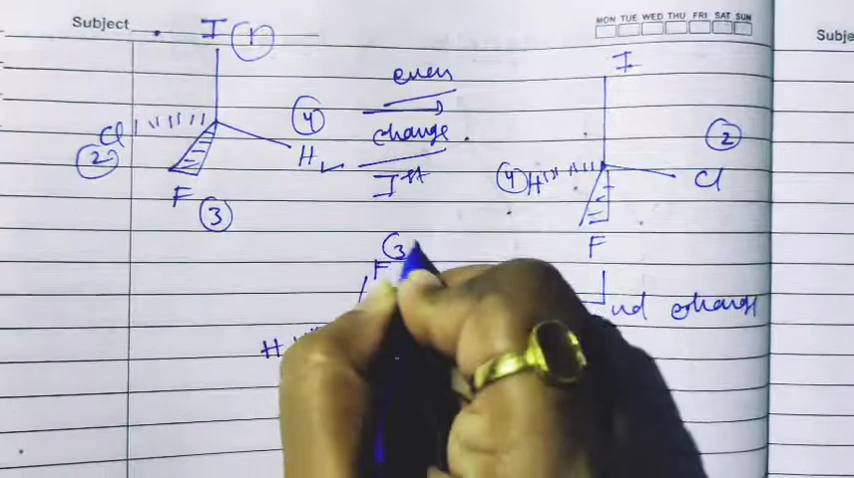 Subject
MON TUE WED THU FRI SAT SUN
Subje
I 1
Cl 2
H 4
F 3
even
change
I
I
2
4 H
Cl
F
3
F
nd
H